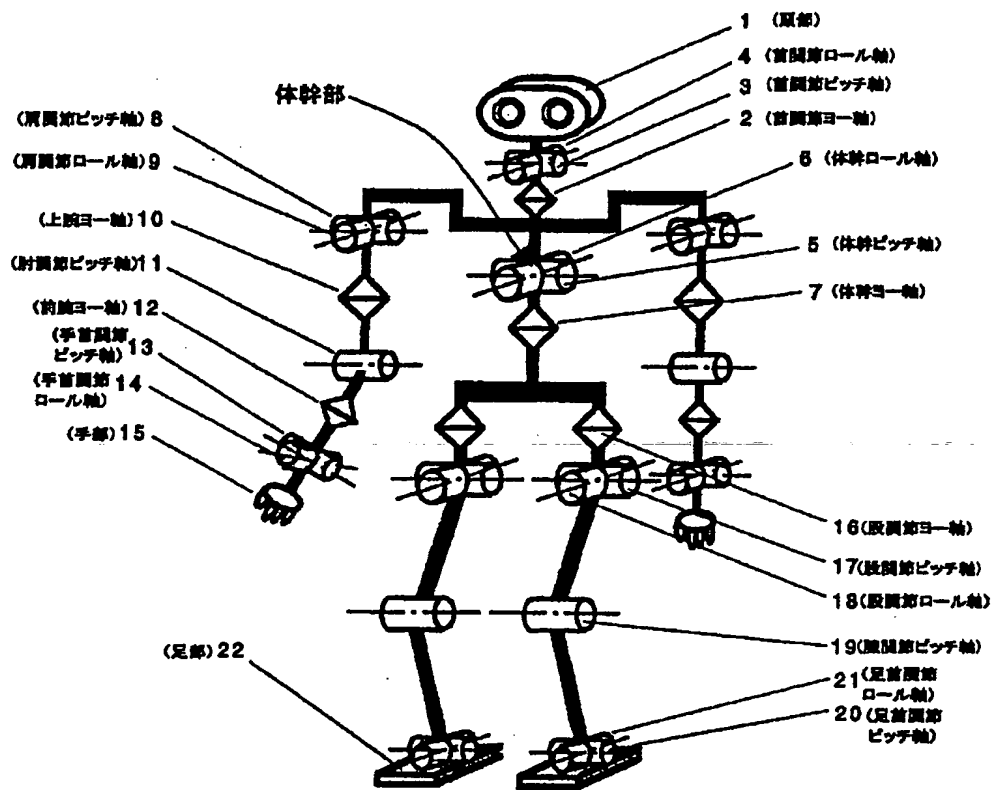 1 (頭部)
4 (首関節ロール軸)
3 (首関節ピッチ軸)
2 (首関節ヨー軸)
体幹部
6 (体幹ロール軸)
5 (体幹ピッチ軸)
7 (体幹ヨー軸)
(肩関節ピッチ軸) 8
(肩関節ロール軸) 9
(上腕ヨー軸) 10
(肘関節ピッチ軸) 11
(前腕ヨー軸) 12
(手首関節
ピッチ軸) 13
(手首関節 14
ロール軸)
(手部) 15
16 (股関節ヨー軸)
17 (股関節ピッチ軸)
18 (股関節ロール軸)
19 (膝関節ピッチ軸)
21 (足首関節
ロール軸)
20 (足首関節
ピッチ軸)
(足部) 22